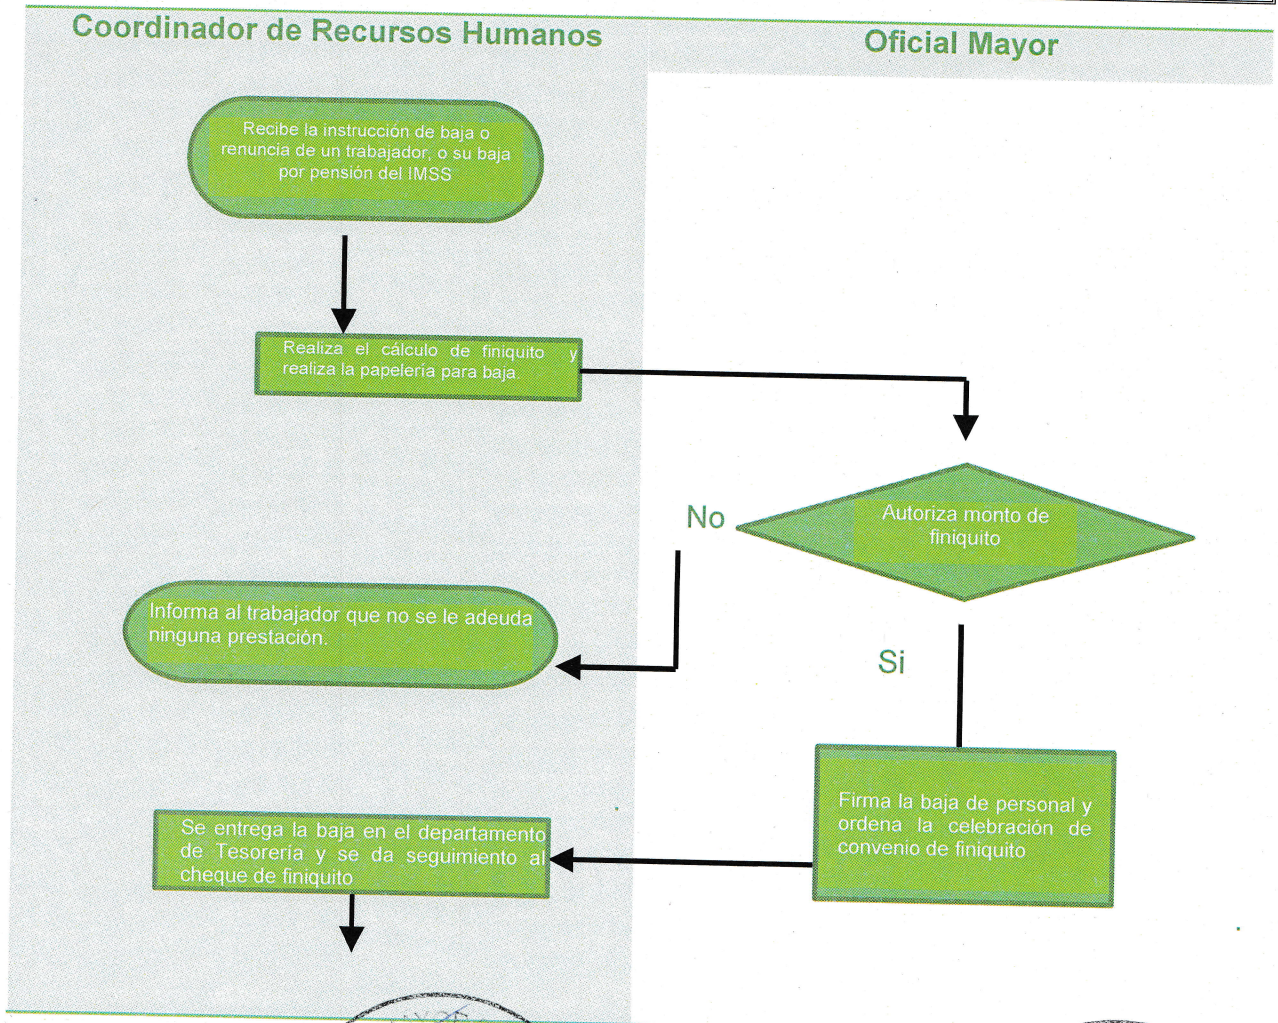 Coordinador de Recursos Humanos
Oficial Mayor
Recibe la instrucción de baja o
renuncia de un trabajador, o su baja
por pensión del IMSS
Realiza el cálculo de finiquito y
realiza la papelería para baja.
No
Autoriza monto de
finiquito
Informa al trabajador que no se le adeuda
ninguna prestación.
Si
Firma la baja de personal y
ordena la celebración de
convenio de finiquito
Se entrega la baja en el departamento
de Tesorería y se da seguimiento al
cheque de finiquito